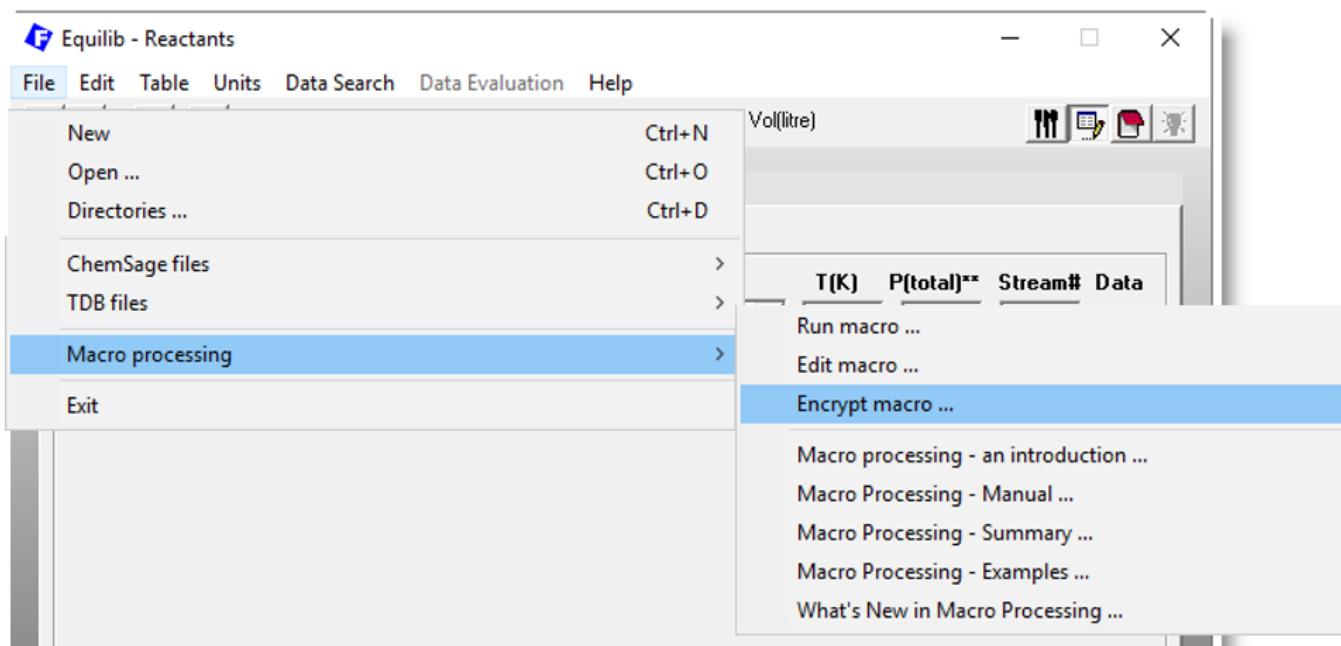 Equilib - Reactants
File Edit Table Units Data Search Data Evaluation Help
Vol(litre)
New Ctrl+N
Open ... Ctrl+O
Directories ... Ctrl+D
ChemSage files
TDB files
T(K) P(total)** Stream# Data
Macro processing
Exit
Run macro ...
Edit macro ...
Encrypt macro ...
Macro processing - an introduction ...
Macro Processing - Manual ...
Macro Processing - Summary ...
Macro Processing - Examples ...
What's New in Macro Processing ...